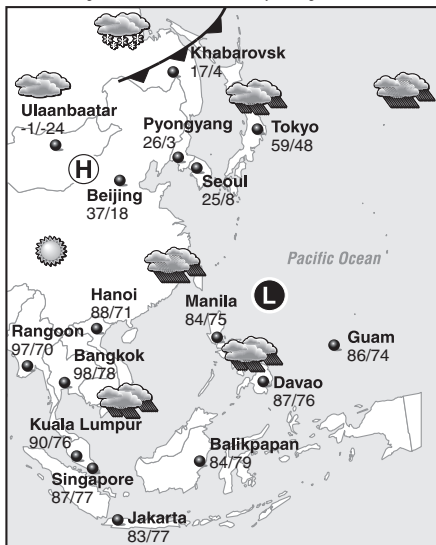 Khabarovsk
17/4
Ulaanbaatar
-1/-24
Pyongyang
26/3
Tokyo
59/48
H
Seoul
25/8
Beijing
37/18
Pacific Ocean
L
Hanoi
88/71
Manila
84/75
Rangoon
97/70
Bangkok
98/78
Guam
86/74
Davao
87/76
Kuala Lumpur
90/76
Balikpapan
84/79
Singapore
87/77
Jakarta
83/77